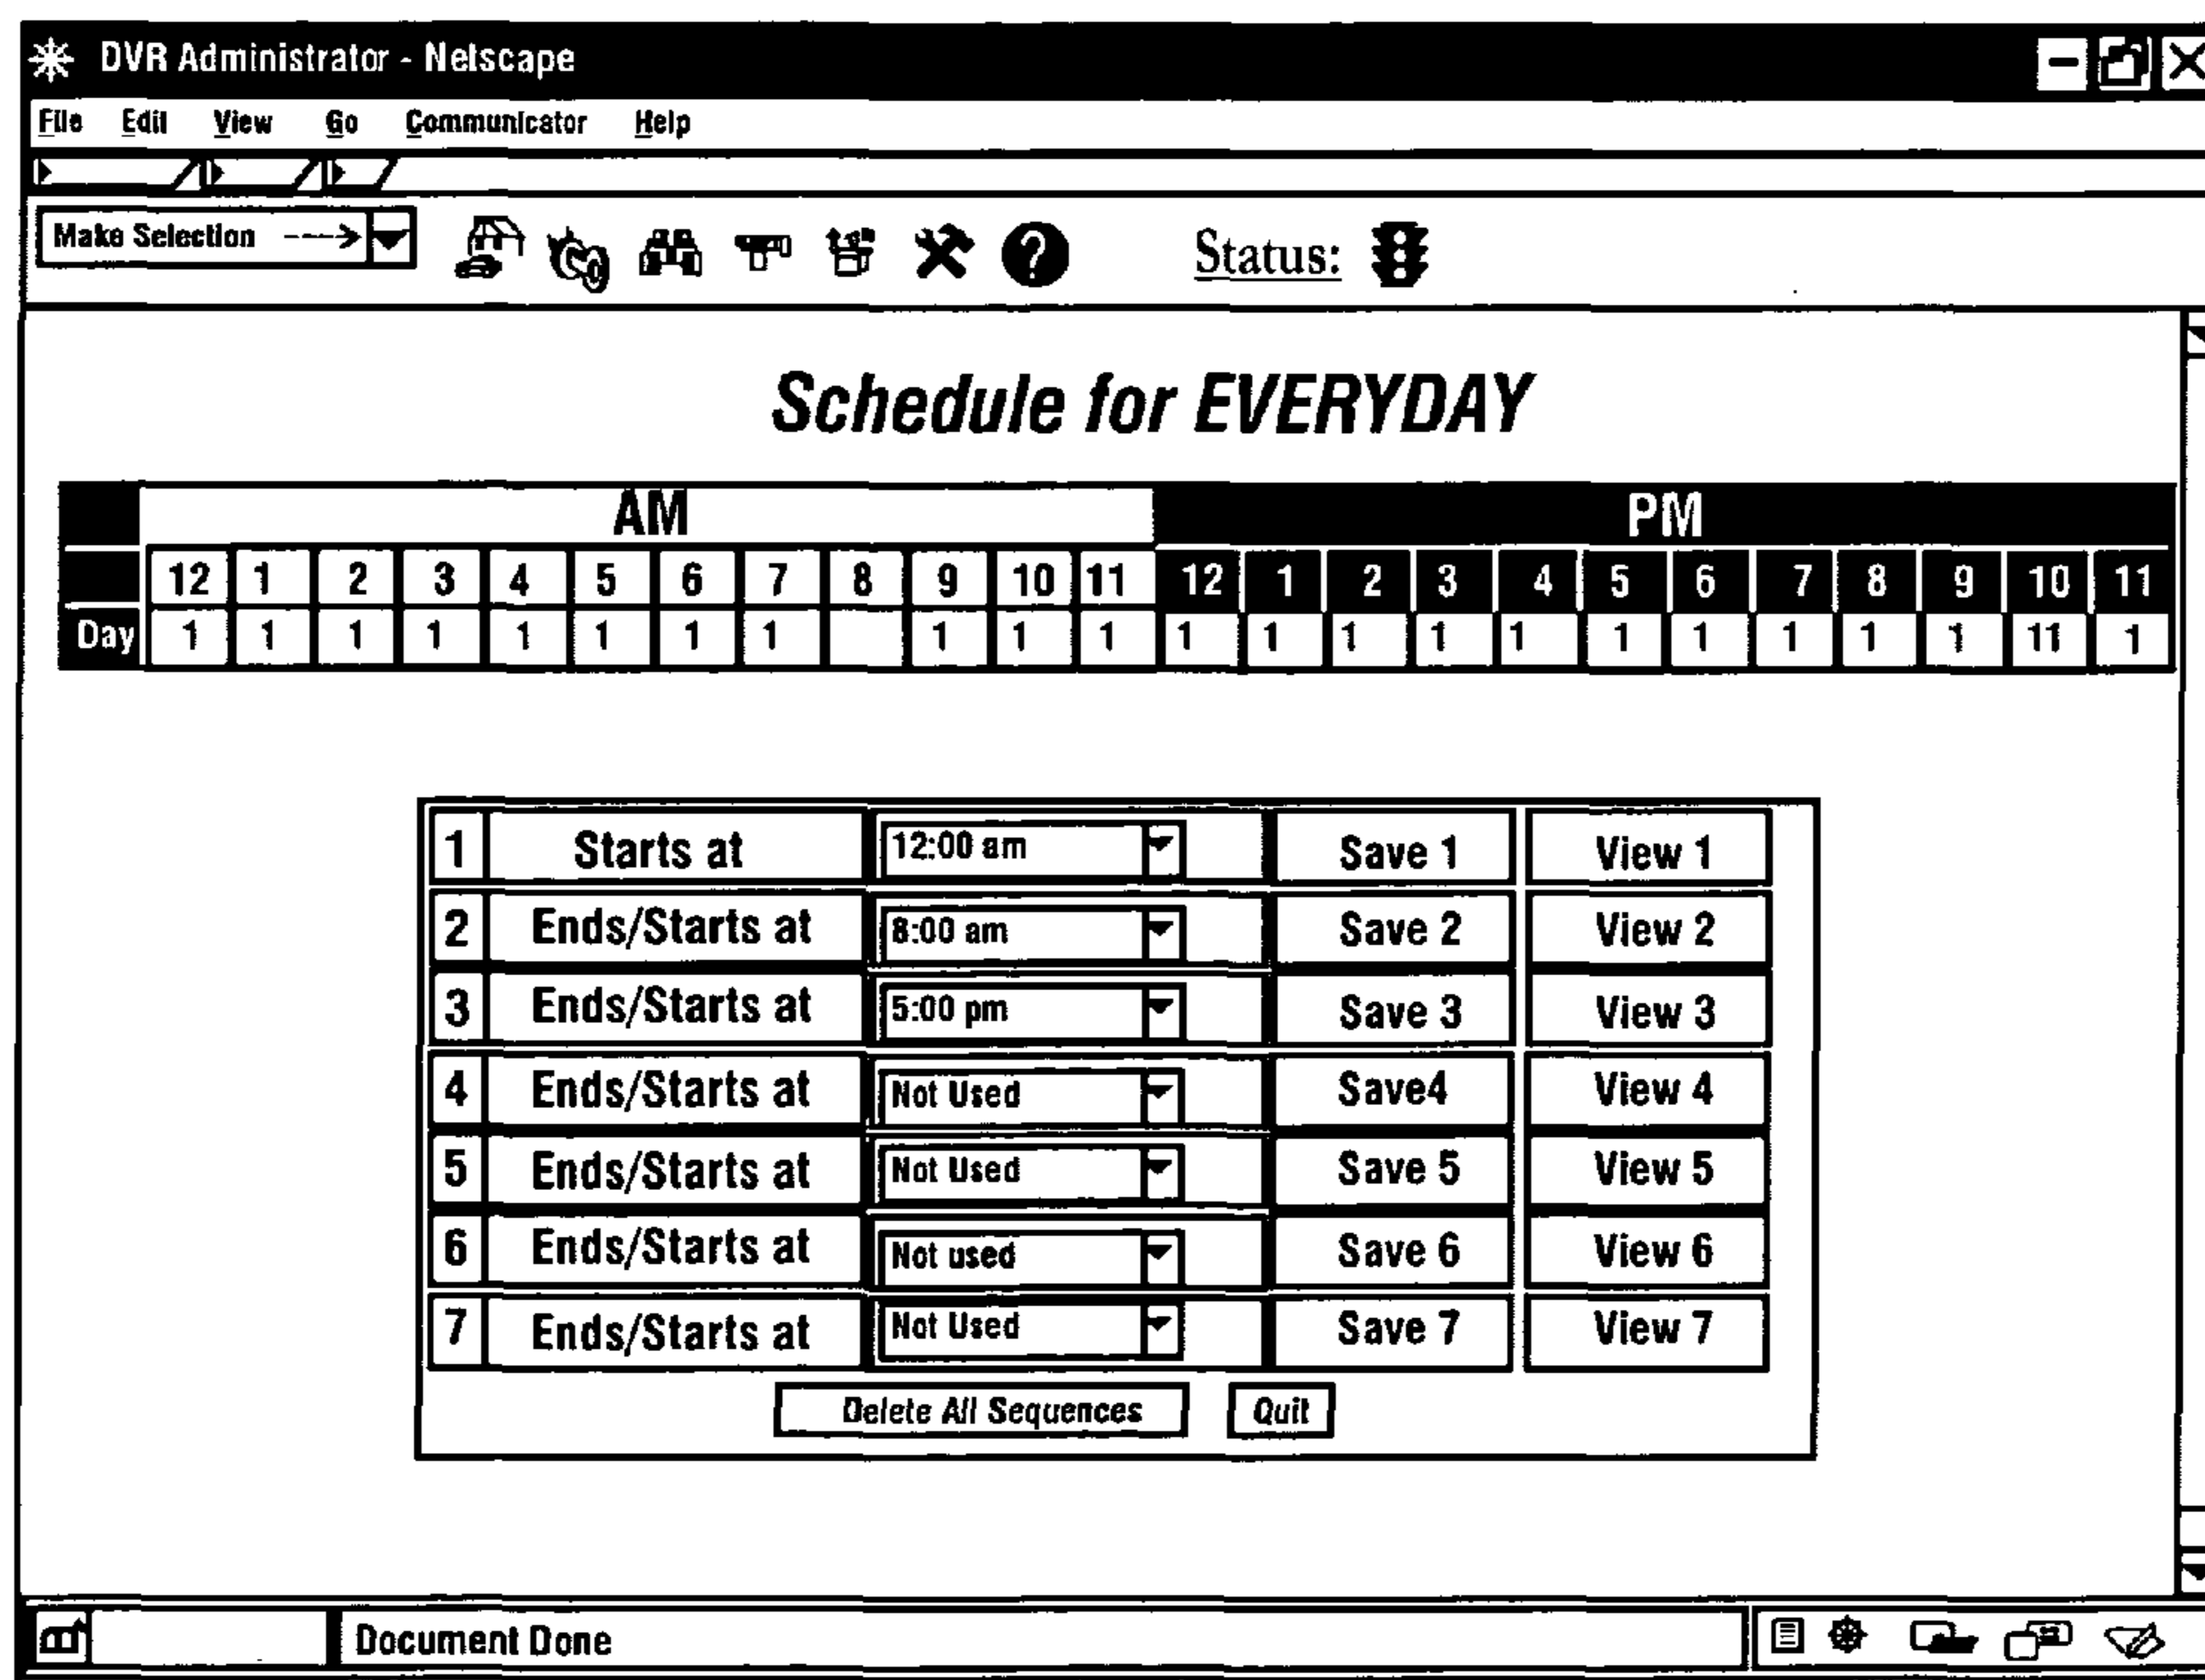 DVR Administrator - Netscape
File Edit View Go Communicator Help
Make Selection ----> Status:
Schedule for EVERYDAY
AM PM
12 1 2 3 4 5 6 7 8 9 10 11 12 1 2 3 4 5 6 7 8 9 10 11
Day 1 1 1 1 1 1 1 1 1 1 1 1 1 1 1 1 1 1 1 1 1 11 1
1 Starts at 12:00 am Save 1 View 1
2 Ends/Starts at 8:00 am Save 2 View 2
3 Ends/Starts at 5:00 pm Save 3 View 3
4 Ends/Starts at Not Used Save4 View 4
5 Ends/Starts at Not Used Save 5 View 5
6 Ends/Starts at Not used Save 6 View 6
7 Ends/Starts at Not Used Save 7 View 7
Delete All Sequences Quit
Document Done